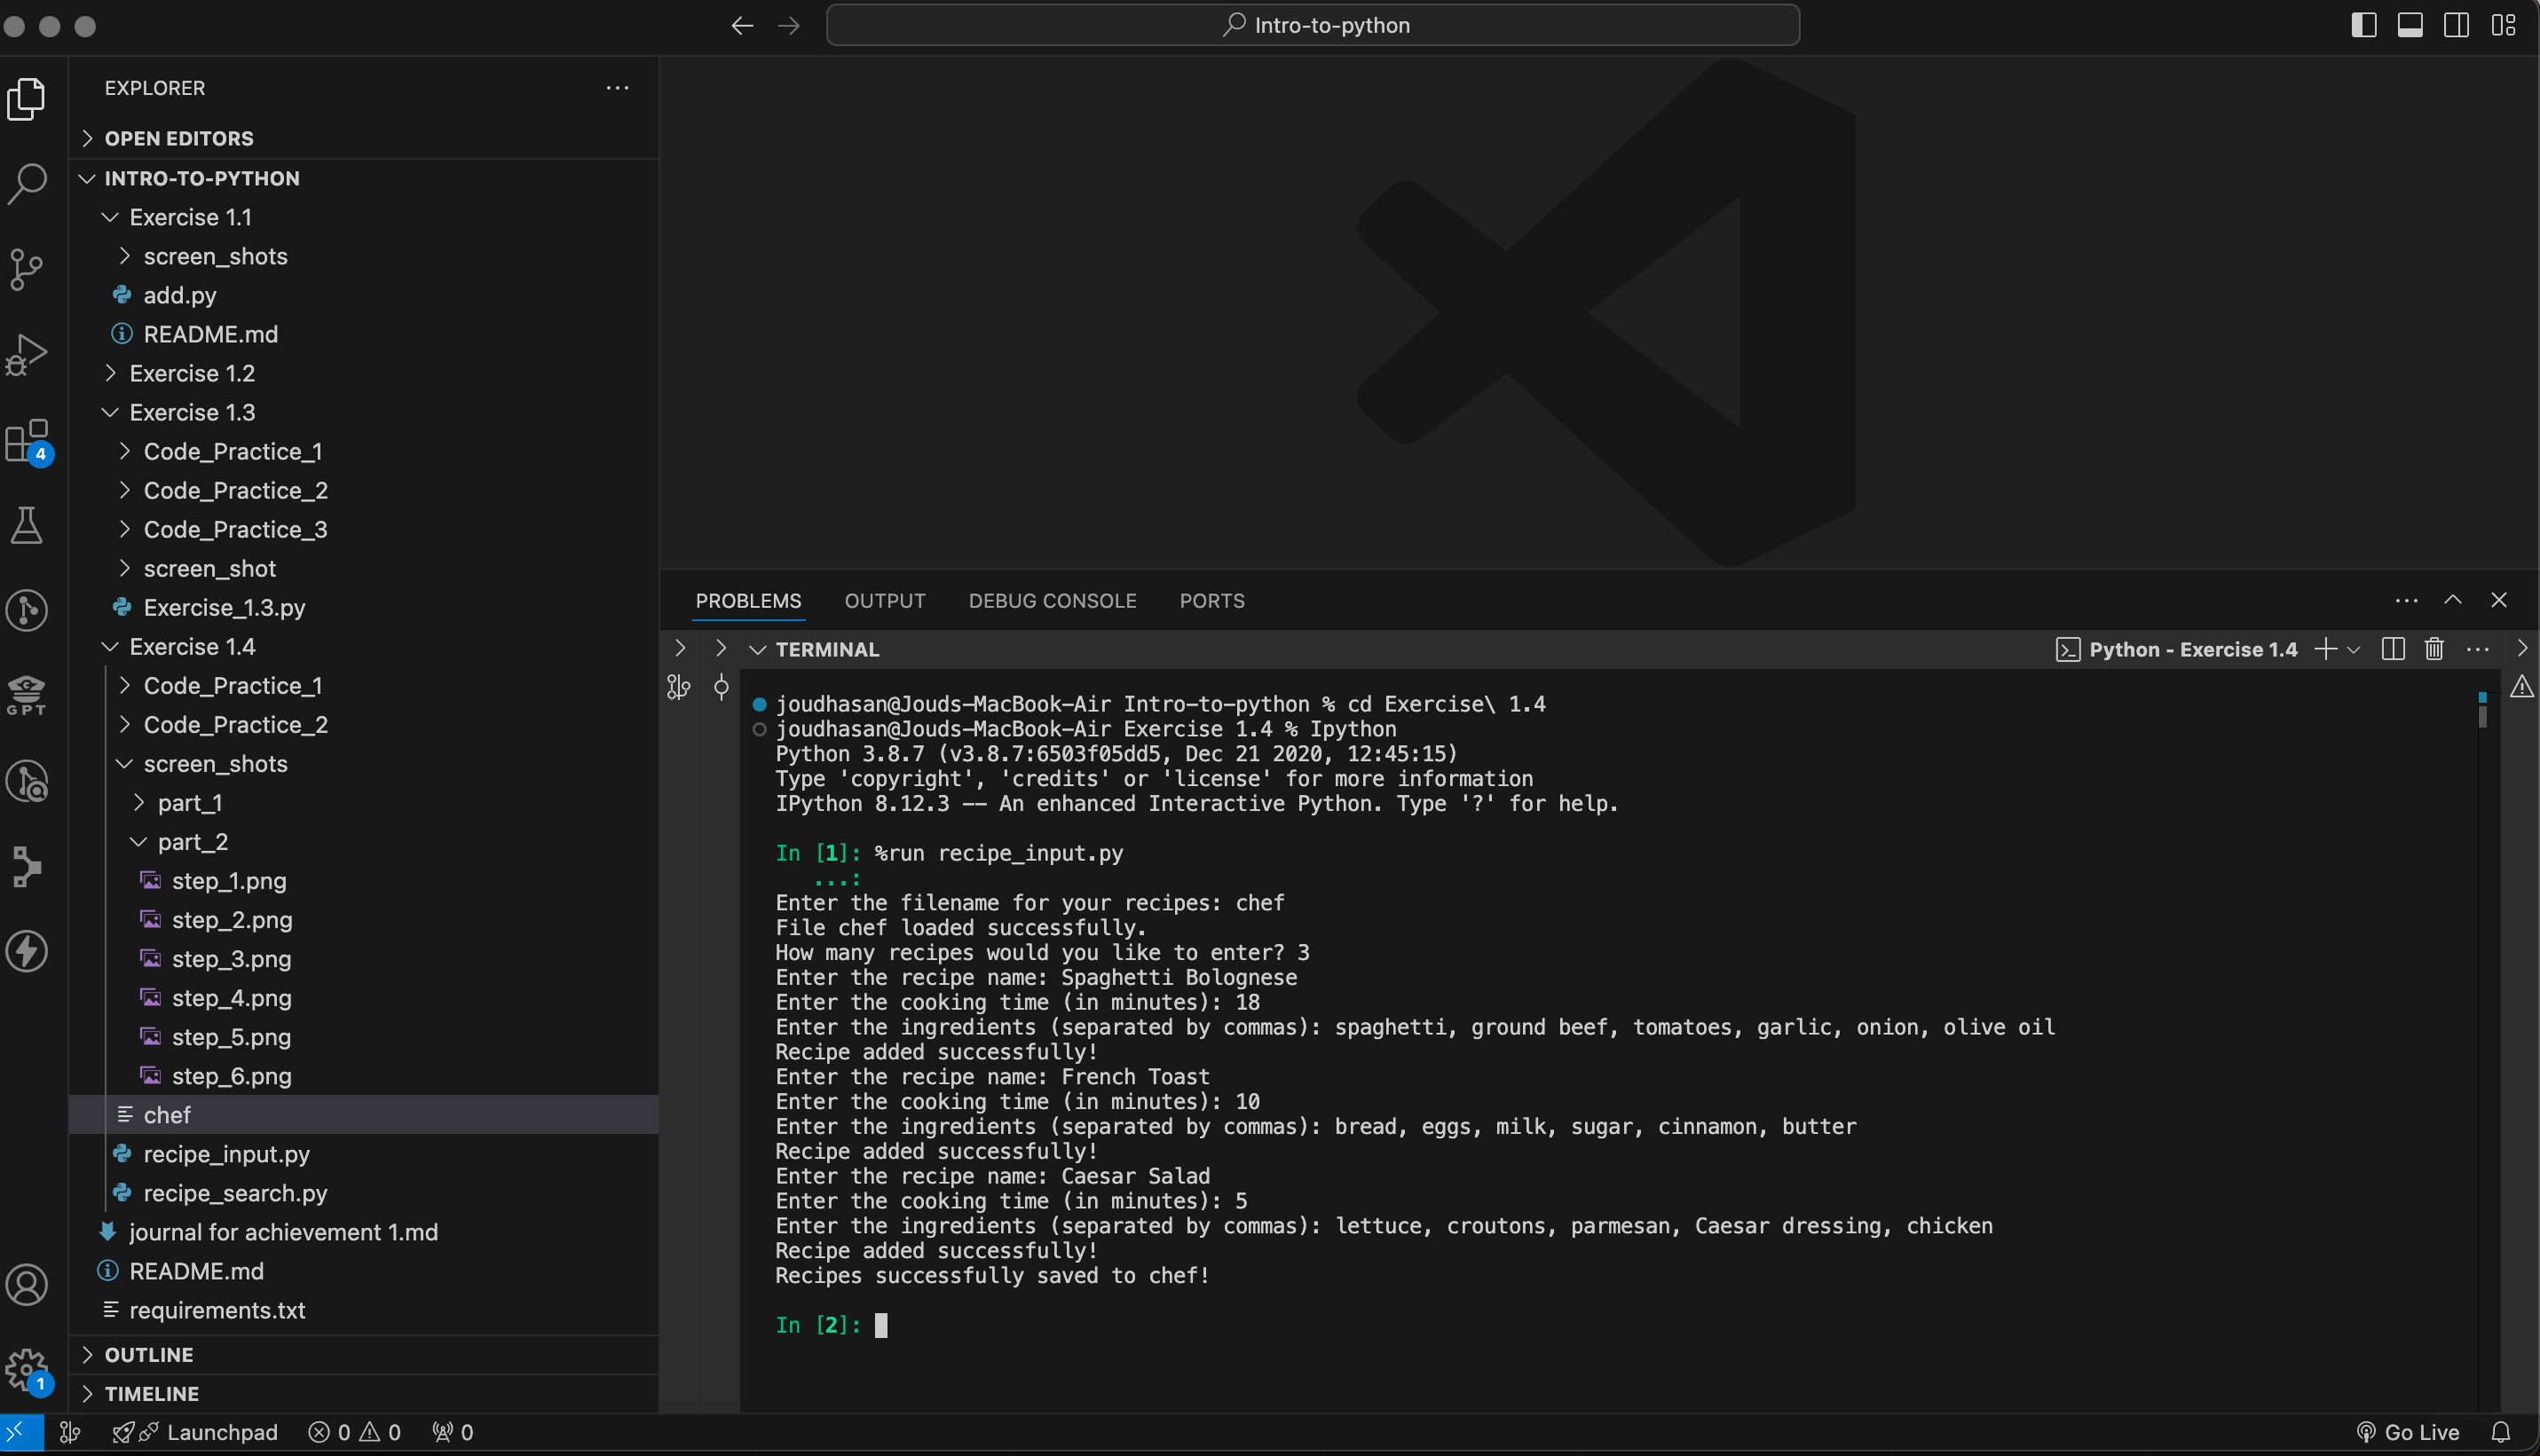 Intro-to-python
EXPLORER
OPEN EDITORS
INTRO-TO-PYTHON
Exercise 1.1
screen_shots
add.py
README.md
Exercise 1.2
Exercise 1.3
Code_Practice_1
Code_Practice_2
Code_Practice_3
screen_shot
Exercise_1.3.py
Exercise 1.4
Code_Practice_1
Code_Practice_2
screen_shots
part_1
part_2
step_1.png
step_2.png
step_3.png
step_4.png
step_5.png
step_6.png
chef
recipe_input.py
recipe_search.py
journal for achievement 1.md
README.md
requirements.txt
OUTLINE
TIMELINE
4
GPT
1
PROBLEMS OUTPUT DEBUG CONSOLE PORTS
TERMINAL
Python - Exercise 1.4
joudhasan@Jouds-MacBook-Air Intro-to-python % cd Exercise\ 1.4
joudhasan@Jouds-MacBook-Air Exercise 1.4 % Ipython
Python 3.8.7 (v3.8.7:6503f05dd5, Dec 21 2020, 12:45:15)
Type 'copyright', 'credits' or 'license' for more information
IPython 8.12.3 -- An enhanced Interactive Python. Type '?' for help.
In [1]: %run recipe_input.py
...:
Enter the filename for your recipes: chef
File chef loaded successfully.
How many recipes would you like to enter? 3
Enter the recipe name: Spaghetti Bolognese
Enter the cooking time (in minutes): 18
Enter the ingredients (separated by commas): spaghetti, ground beef, tomatoes, garlic, onion, olive oil
Recipe added successfully!
Enter the recipe name: French Toast
Enter the cooking time (in minutes): 10
Enter the ingredients (separated by commas): bread, eggs, milk, sugar, cinnamon, butter
Recipe added successfully!
Enter the recipe name: Caesar Salad
Enter the cooking time (in minutes): 5
Enter the ingredients (separated by commas): lettuce, croutons, parmesan, Caesar dressing, chicken
Recipe added successfully!
Recipes successfully saved to chef!
In [2]:
Launchpad 0 0 0 Go Live